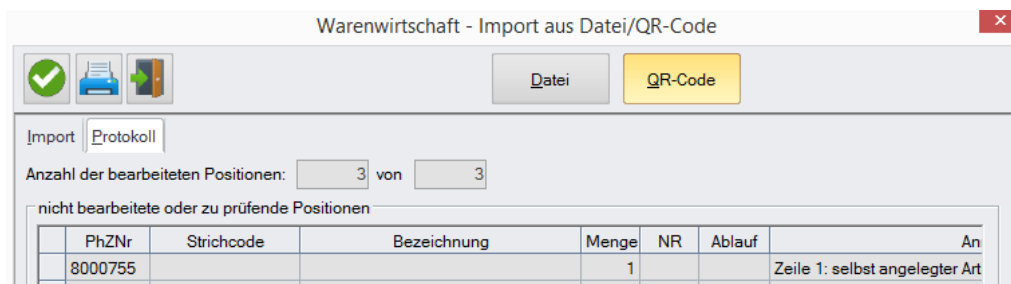 Warenwirtschaft - Import aus Datei/QR-Code
Datei QR-Code
Import Protokoll
Anzahl der bearbeiteten Positionen: 3 von 3
nicht bearbeitete oder zu prüfende Positionen
PhZNr Strichcode Bezeichnung Menge NR Ablauf An
8000755 1 Zeile 1: selbst angelegter Art